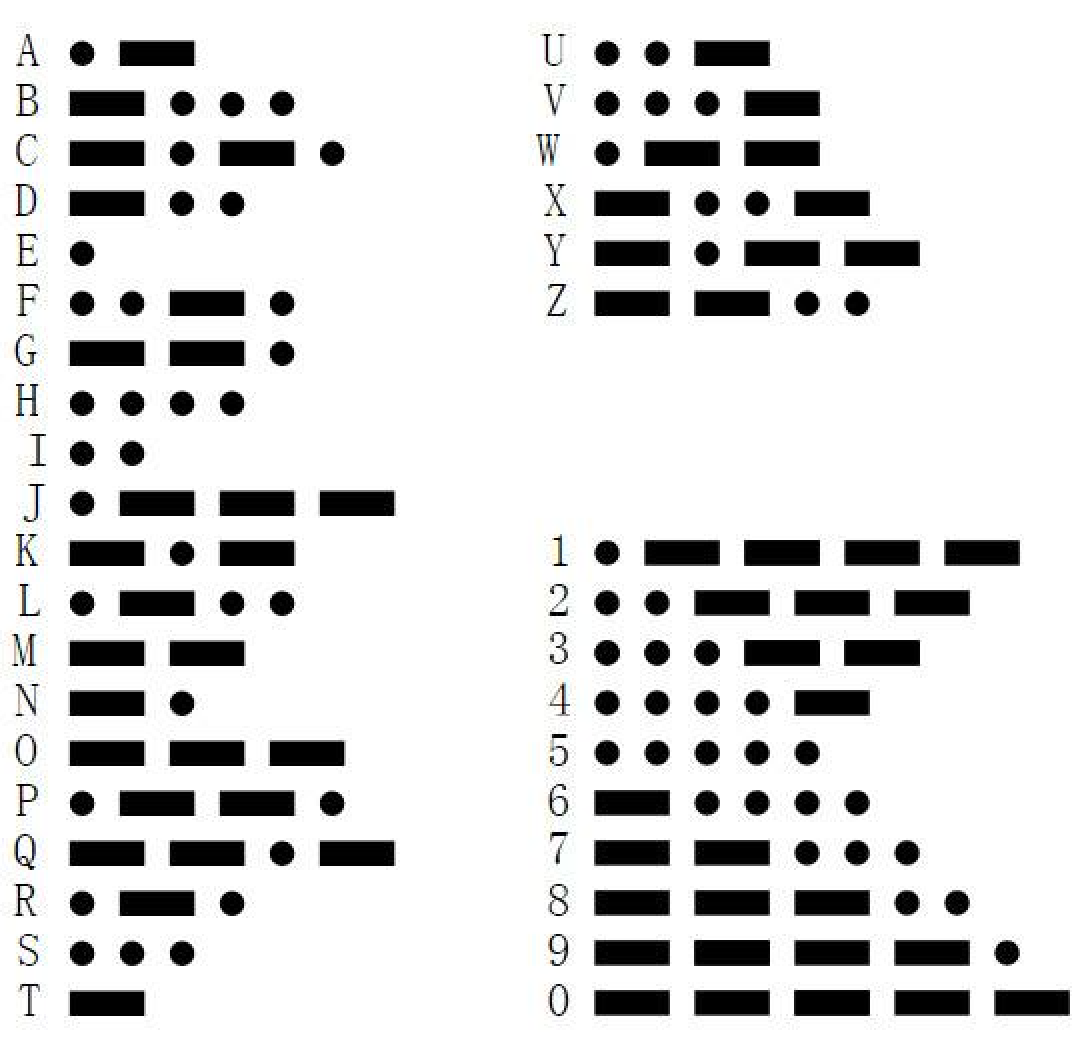 A ● ▬
B ▬ ● ● ●
C ▬ ● ▬ ●
D ▬ ● ●
E ●
F ● ● ▬ ●
G ▬ ▬ ●
H ● ● ● ●
I ● ●
J ● ▬ ▬ ▬
K ▬ ● ▬
L ● ▬ ● ●
M ▬ ▬
N ▬ ●
O ▬ ▬ ▬
P ● ▬ ▬ ●
Q ▬ ▬ ● ▬
R ● ▬ ●
S ● ● ●
T ▬
U ● ● ▬
V ● ● ● ▬
W ● ▬ ▬
X ▬ ● ● ▬
Y ▬ ● ▬ ▬
Z ▬ ▬ ● ●
1 ● ▬ ▬ ▬ ▬
2 ● ● ▬ ▬ ▬
3 ● ● ● ▬ ▬
4 ● ● ● ● ▬
5 ● ● ● ● ●
6 ▬ ● ● ● ●
7 ▬ ▬ ● ● ●
8 ▬ ▬ ▬ ● ●
9 ▬ ▬ ▬ ▬ ●
0 ▬ ▬ ▬ ▬ ▬